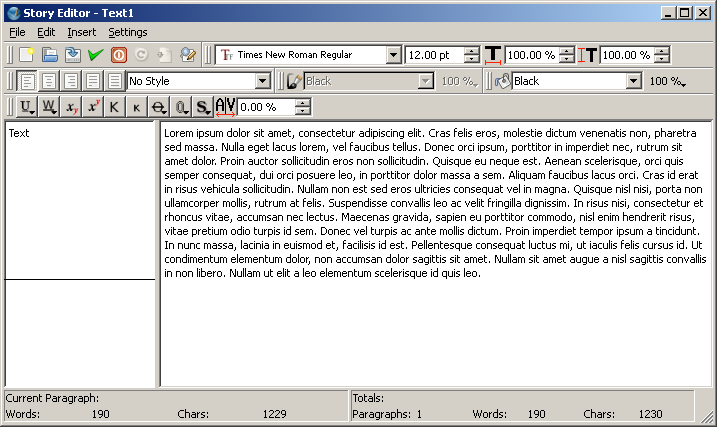 Story Editor - Text1
File Edit Insert Settings
Times New Roman Regular 12.00 pt 100.00 % 100.00 %
No Style Black 100 % Black 100 %
U W xy xy K K O O S AV 0.00 %
Text
Lorem ipsum dolor sit amet, consectetur adipiscing elit. Cras felis eros, molestie dictum venenatis non, pharetra
sed massa. Nulla eget lacus lorem, vel faucibus tellus. Donec orci ipsum, porttitor in imperdiet nec, rutrum sit
amet dolor. Proin auctor sollicitudin eros non sollicitudin. Quisque eu neque est. Aenean scelerisque, orci quis
semper consequat, dui orci posuere leo, in porttitor dolor massa a sem. Aliquam faucibus lacus orci. Cras id erat
in risus vehicula sollicitudin. Nullam non est sed eros ultricies consequat vel in magna. Quisque nisl nisi, porta non
ullamcorper mollis, rutrum at felis. Suspendisse convallis leo ac velit fringilla dignissim. In risus nisi, consectetur et
rhoncus vitae, accumsan nec lectus. Maecenas gravida, sapien eu porttitor commodo, nisl enim hendrerit risus,
vitae pretium odio turpis id sem. Donec vel turpis ac ante mollis dictum. Proin imperdiet tempor ipsum a tincidunt.
In nunc massa, lacinia in euismod et, facilisis id est. Pellentesque consequat luctus mi, ut iaculis felis cursus id. Ut
condimentum elementum dolor, non accumsan dolor sagittis sit amet. Nullam sit amet augue a nisl sagittis convallis
in non libero. Nullam ut elit a leo elementum scelerisque id quis leo.
Current Paragraph: Totals:
Words: 190 Chars: 1229 Paragraphs: 1 Words: 190 Chars: 1230